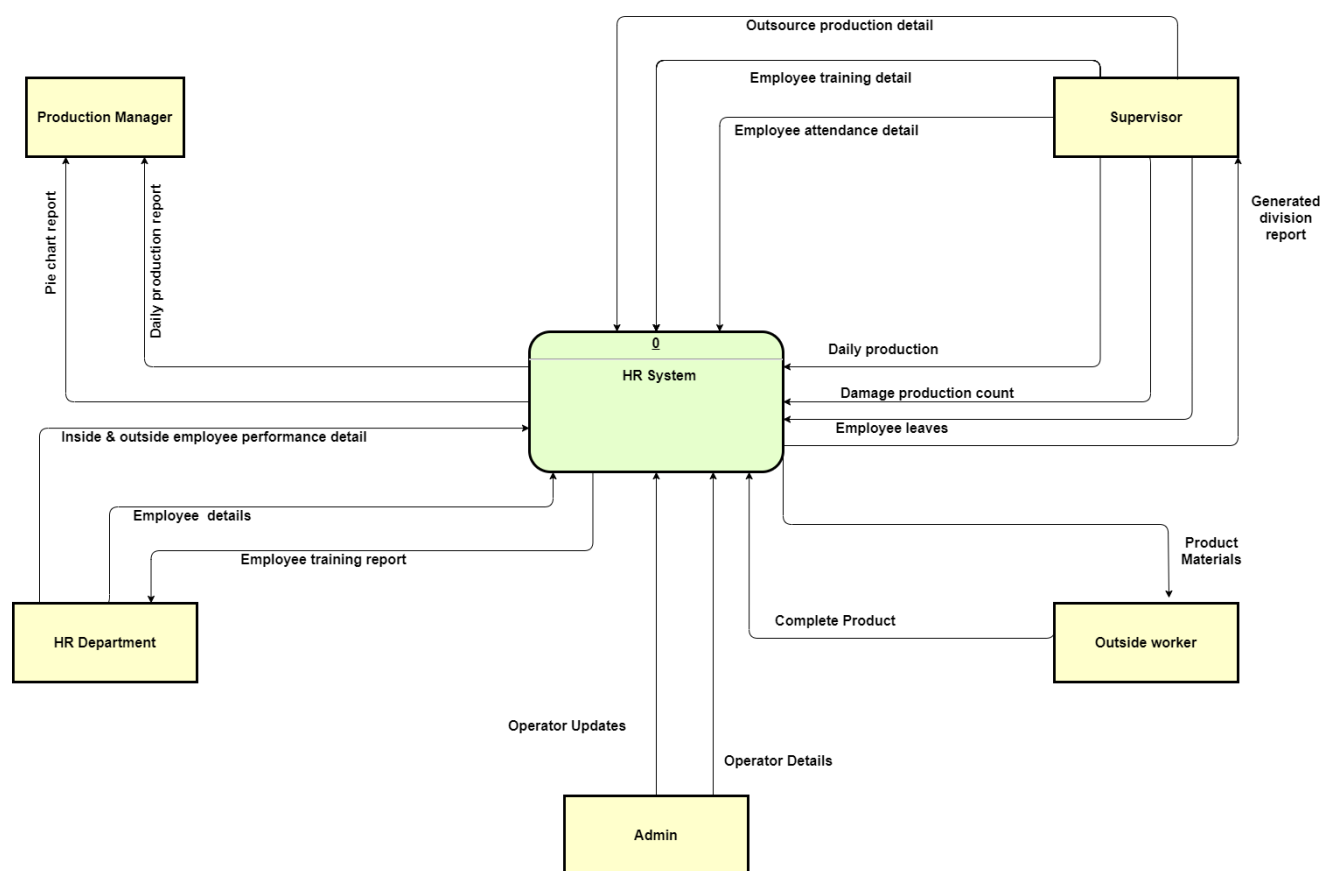 Outsource production detail
Employee training detail
Production Manager
Supervisor
Employee attendance detail
Pie chart report
Daily production report
Generated
division
report
0
HR System
Daily production
Damage production count
Employee leaves
Inside & outside employee performance detail
Employee  details
Employee training report
Product
Materials
Complete Product
HR Department
Outside worker
Operator Updates
Operator Details
Admin